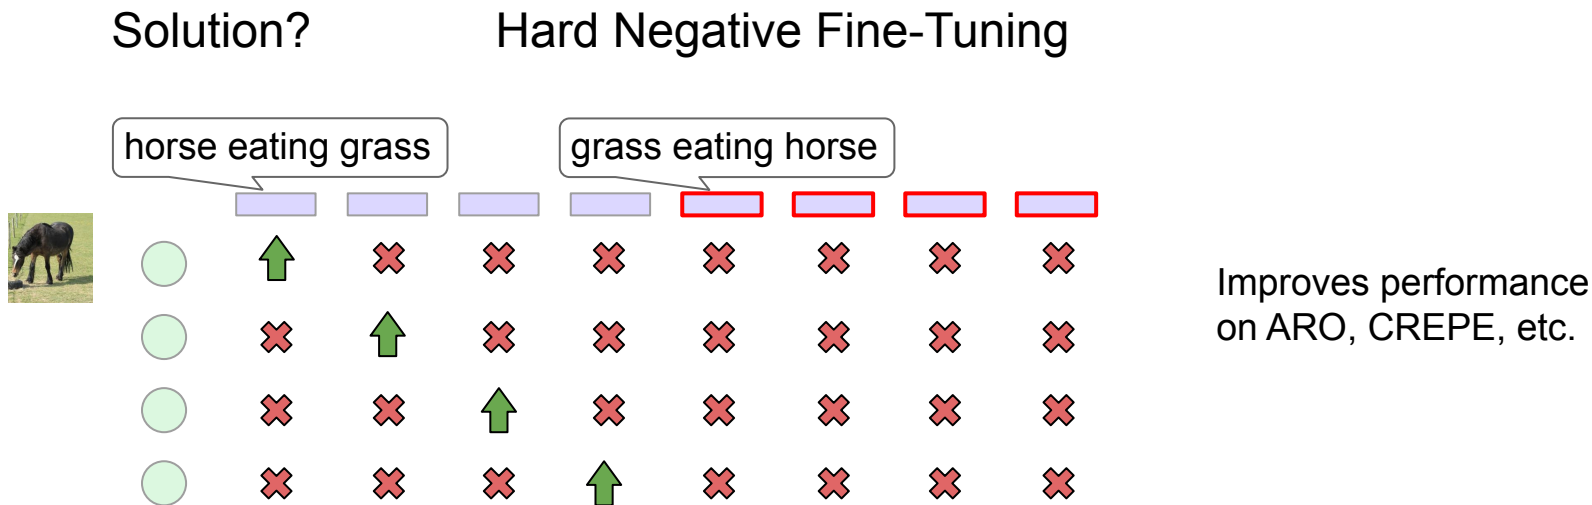 Solution?
Hard Negative Fine-Tuning
horse eating grass
grass eating horse
Improves performance
on ARO, CREPE, etc.